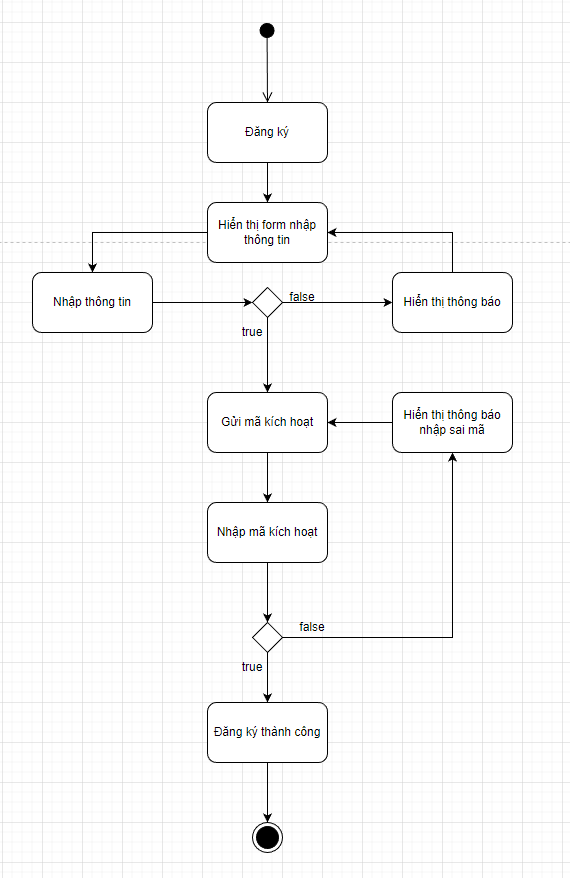 Đăng ký
Hiển thị form nhập
thông tin
Nhập thông tin
false
Hiển thị thông báo
true
Gửi mã kích hoạt
Hiển thị thông báo
nhập sai mã
Nhập mã kích hoạt
false
true
Đăng ký thành công